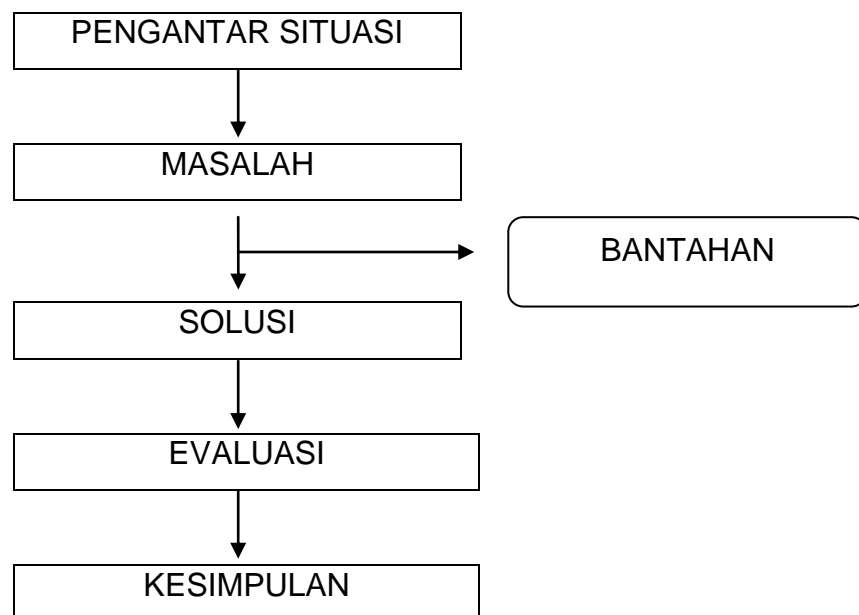 PENGANTAR SITUASI
MASALAH
BANTAHAN
SOLUSI
EVALUASI
KESIMPULAN